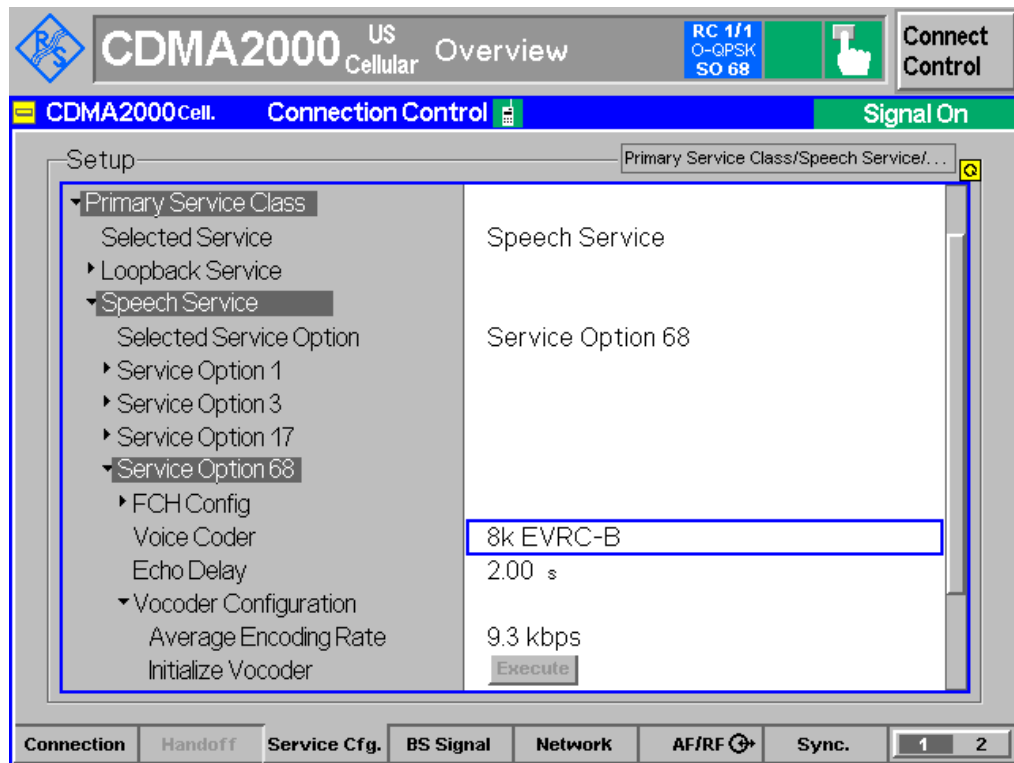 R S
CDMA2000 US Cellular Overview
RC 1/1
O-QPSK
SO 68
Connect
Control
CDMA2000 Cell. Connection Control Signal On
Setup Primary Service Class/Speech Service/...
Primary Service Class
Selected Service Speech Service
Loopback Service
Speech Service
Selected Service Option Service Option 68
Service Option 1
Service Option 3
Service Option 17
Service Option 68
FCH Config
Voice Coder 8k EVRC-B
Echo Delay 2.00 s
Vocoder Configuration
Average Encoding Rate 9.3 kbps
Initialize Vocoder Execute
Connection Handoff Service Cfg. BS Signal Network AF/RF Sync. 1 2